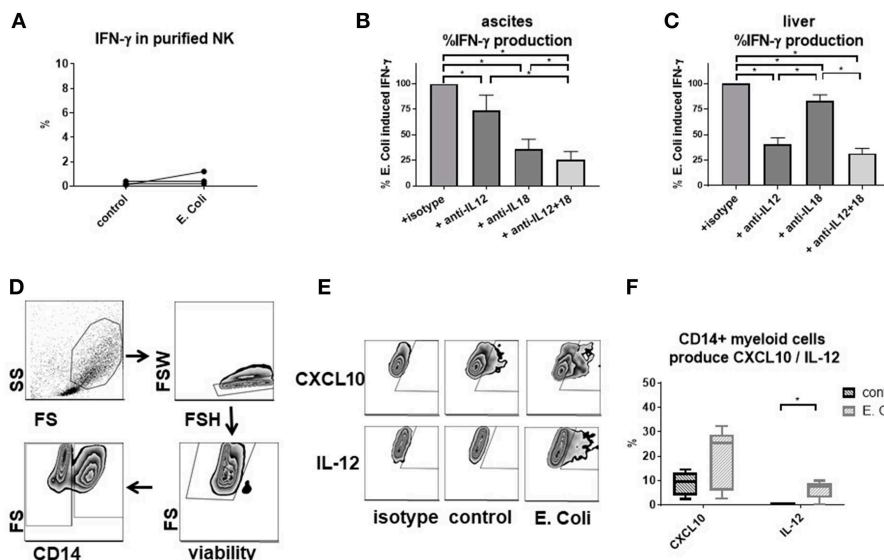 A
IFN-γ in purified NK
%
10
8
6
4
2
0
control
E. Coli
B
ascites
%IFN-γ production
% E. Coli induced IFN-γ
100
75
50
25
0
* * * * *
+isotype
+ anti-IL12
+ anti-IL18
+ anti-IL12+18
C
liver
%IFN-γ production
% E. Coli induced IFN-γ
100
75
50
25
0
* * * * *
+isotype
+ anti-IL12
+ anti-IL18
+ anti-IL12+18
D
SS
FS
FSW
FSH
FS
CD14
FS
viability
E
CXCL10
IL-12
isotype control E. Coli
F
CD14+ myeloid cells
produce CXCL10 / IL-12
%
50
40
30
20
10
0
*
CXCL10
IL-12
con
E. C